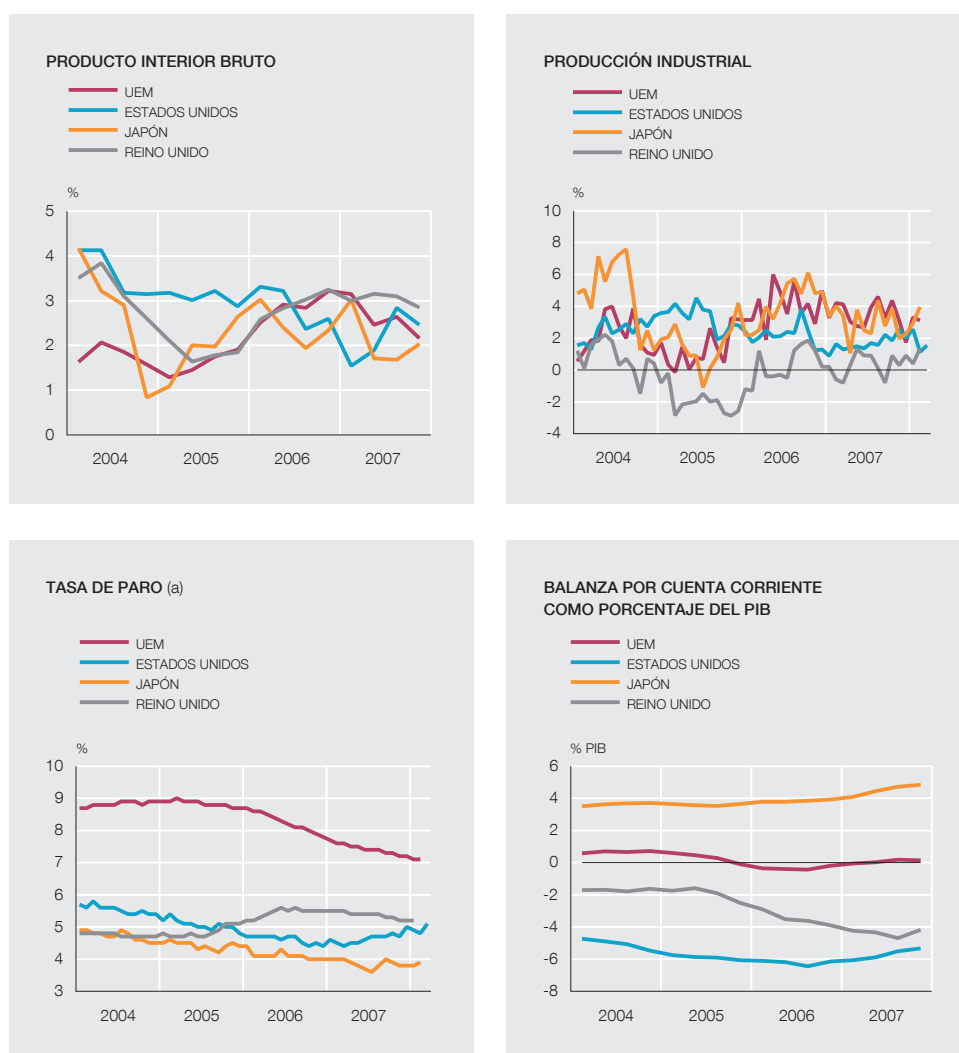 PRODUCTO INTERIOR BRUTO
UEM
ESTADOS UNIDOS
JAPÓN
REINO UNIDO
%
5
4
3
2
1
0
2004 2005 2006 2007
PRODUCCIÓN INDUSTRIAL
UEM
ESTADOS UNIDOS
JAPÓN
REINO UNIDO
%
10
8
6
4
2
0
-2
-4
2004 2005 2006 2007
TASA DE PARO (a)
UEM
ESTADOS UNIDOS
JAPÓN
REINO UNIDO
%
10
9
8
7
6
5
4
3
2004 2005 2006 2007
BALANZA POR CUENTA CORRIENTE
COMO PORCENTAJE DEL PIB
UEM
ESTADOS UNIDOS
JAPÓN
REINO UNIDO
% PIB
6
4
2
0
-2
-4
-6
-8
2004 2005 2006 2007